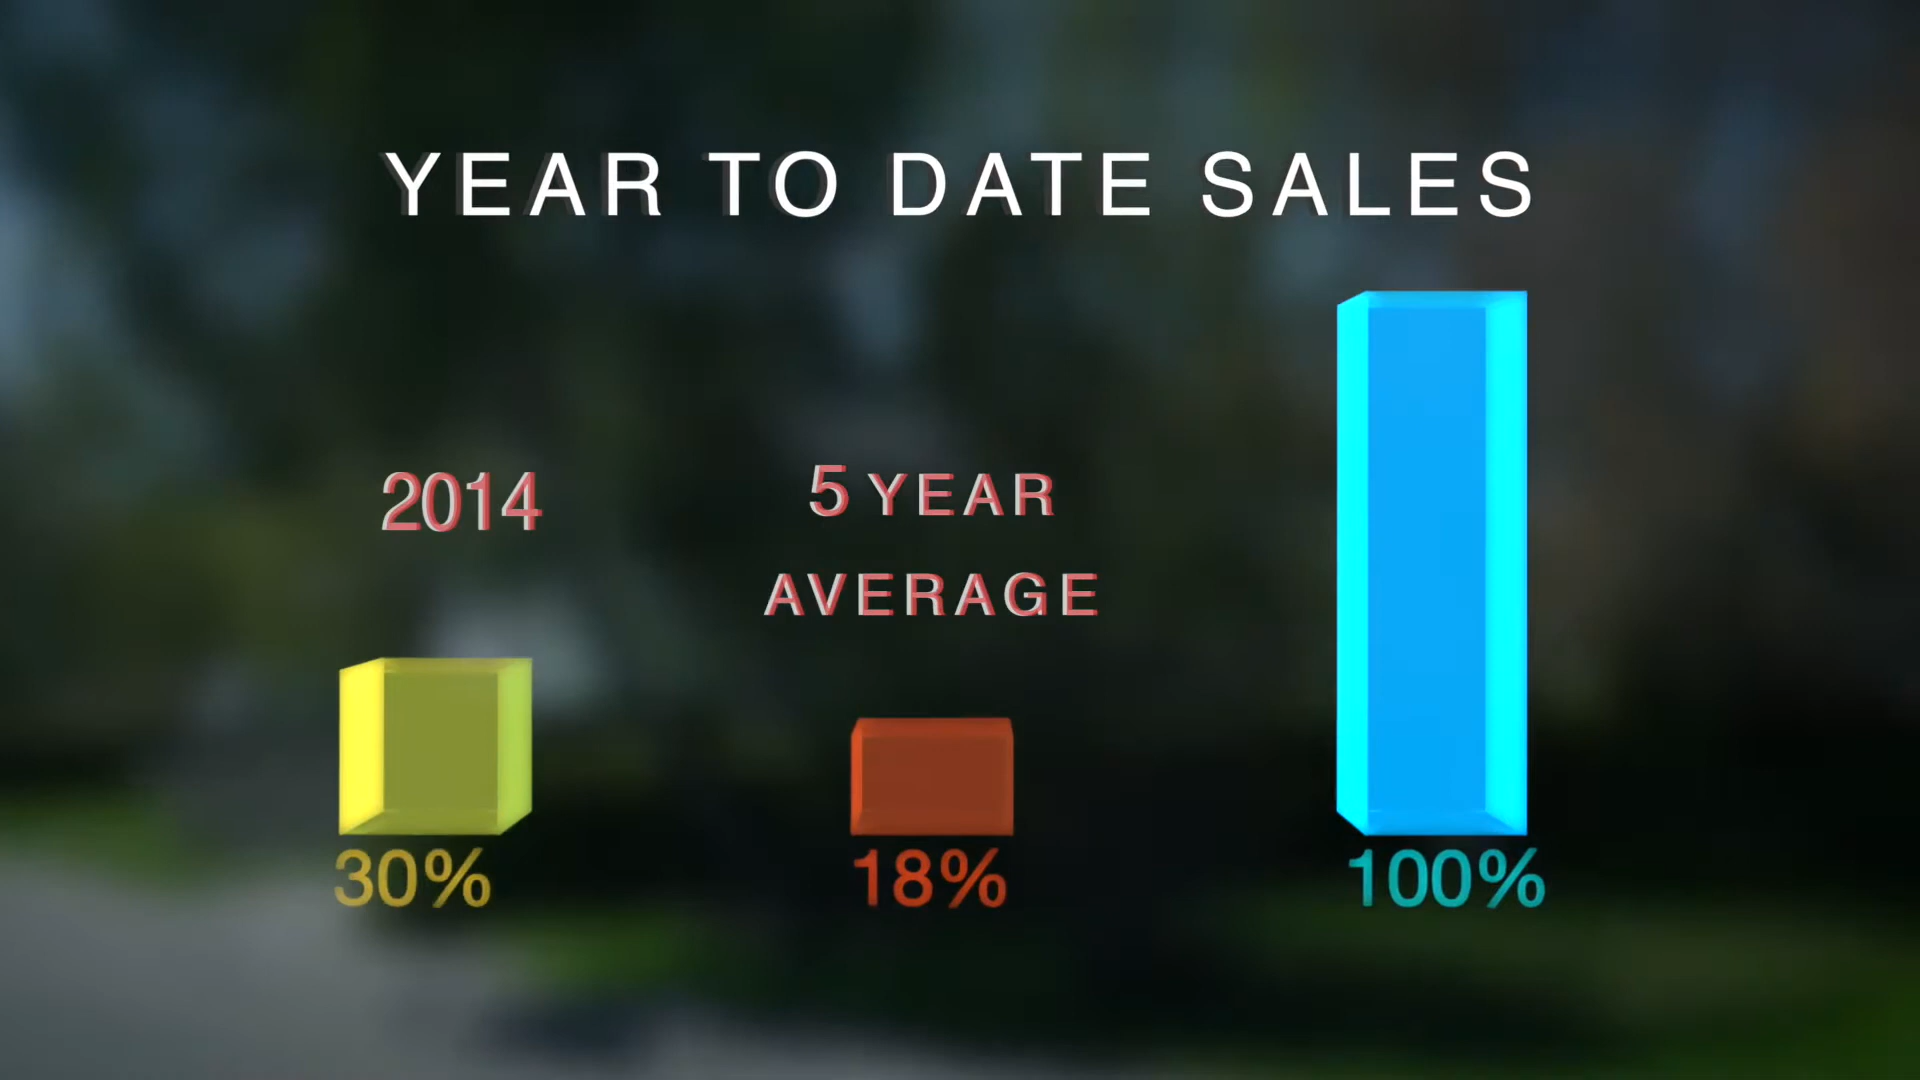 YEAR TO DATE SALES
2014
5 YEAR
AVERAGE
30%
18%
100%